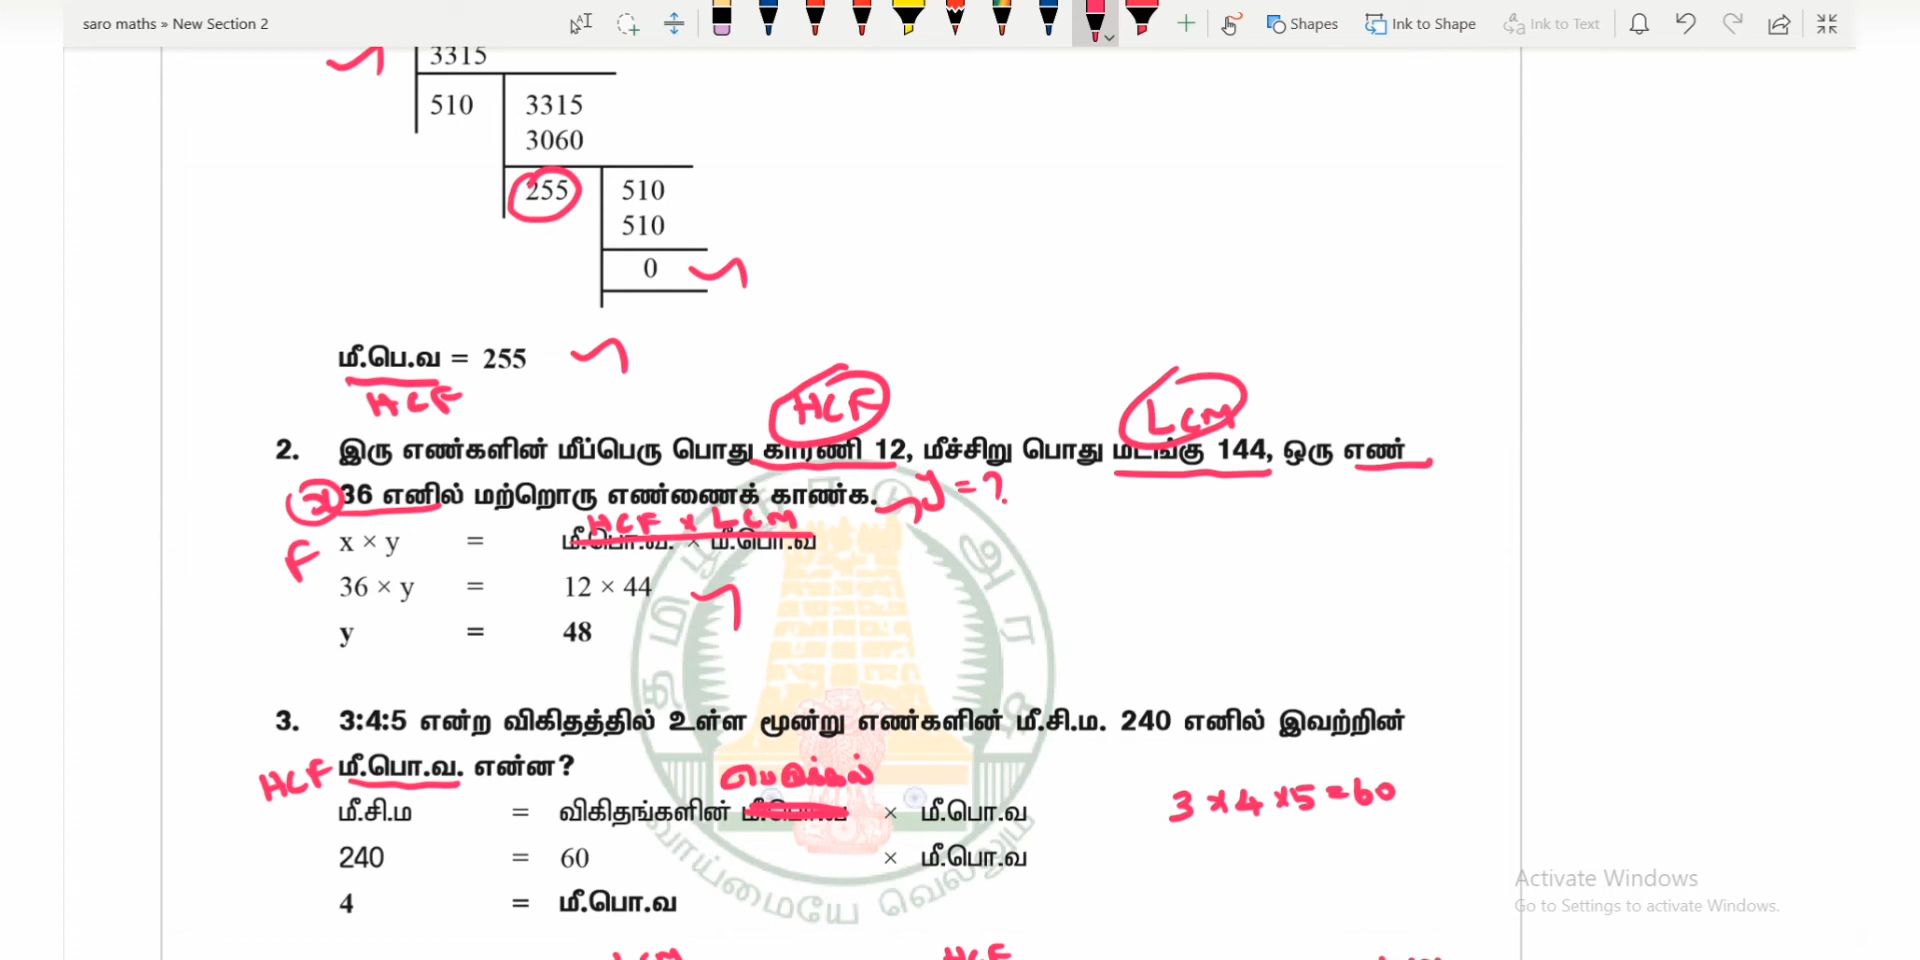 saro maths » New Section 2
Shapes
Ink to Shape
Ink to Text
3315
510 3315
3060
255 510
510
0
மீ.பெ.வ = 255
HCF
HCF LCM
2. இரு எண்களின் மீப்பெரு பொது காரணி 12, மீச்சிறு பொது மடங்கு 144, ஒரு எண்
x 36 எனில் மற்றொரு எண்ணைக் காண்க. y = ?
HCF x LCM
F x × y = மீ.பொ.வ. × மீ.பொ.வ
36 × y = 12 × 44
y = 48
3. 3:4:5 என்ற விகிதத்தில் உள்ள மூன்று எண்களின் மீ.சி.ம. 240 எனில் இவற்றின்
HCF மீ.பொ.வ. என்ன?
பெருக்கல்
3 x 4 x 5 = 60
மீ.சி.ம = விகிதங்களின் மீ.பொ.வ × மீ.பொ.வ
240 = 60 × மீ.பொ.வ
4 = மீ.பொ.வ
தமிழ் நாடு அரசு
வாய்மையே வெல்லும்
LCM HCF
Activate Windows
Go to Settings to activate Windows.